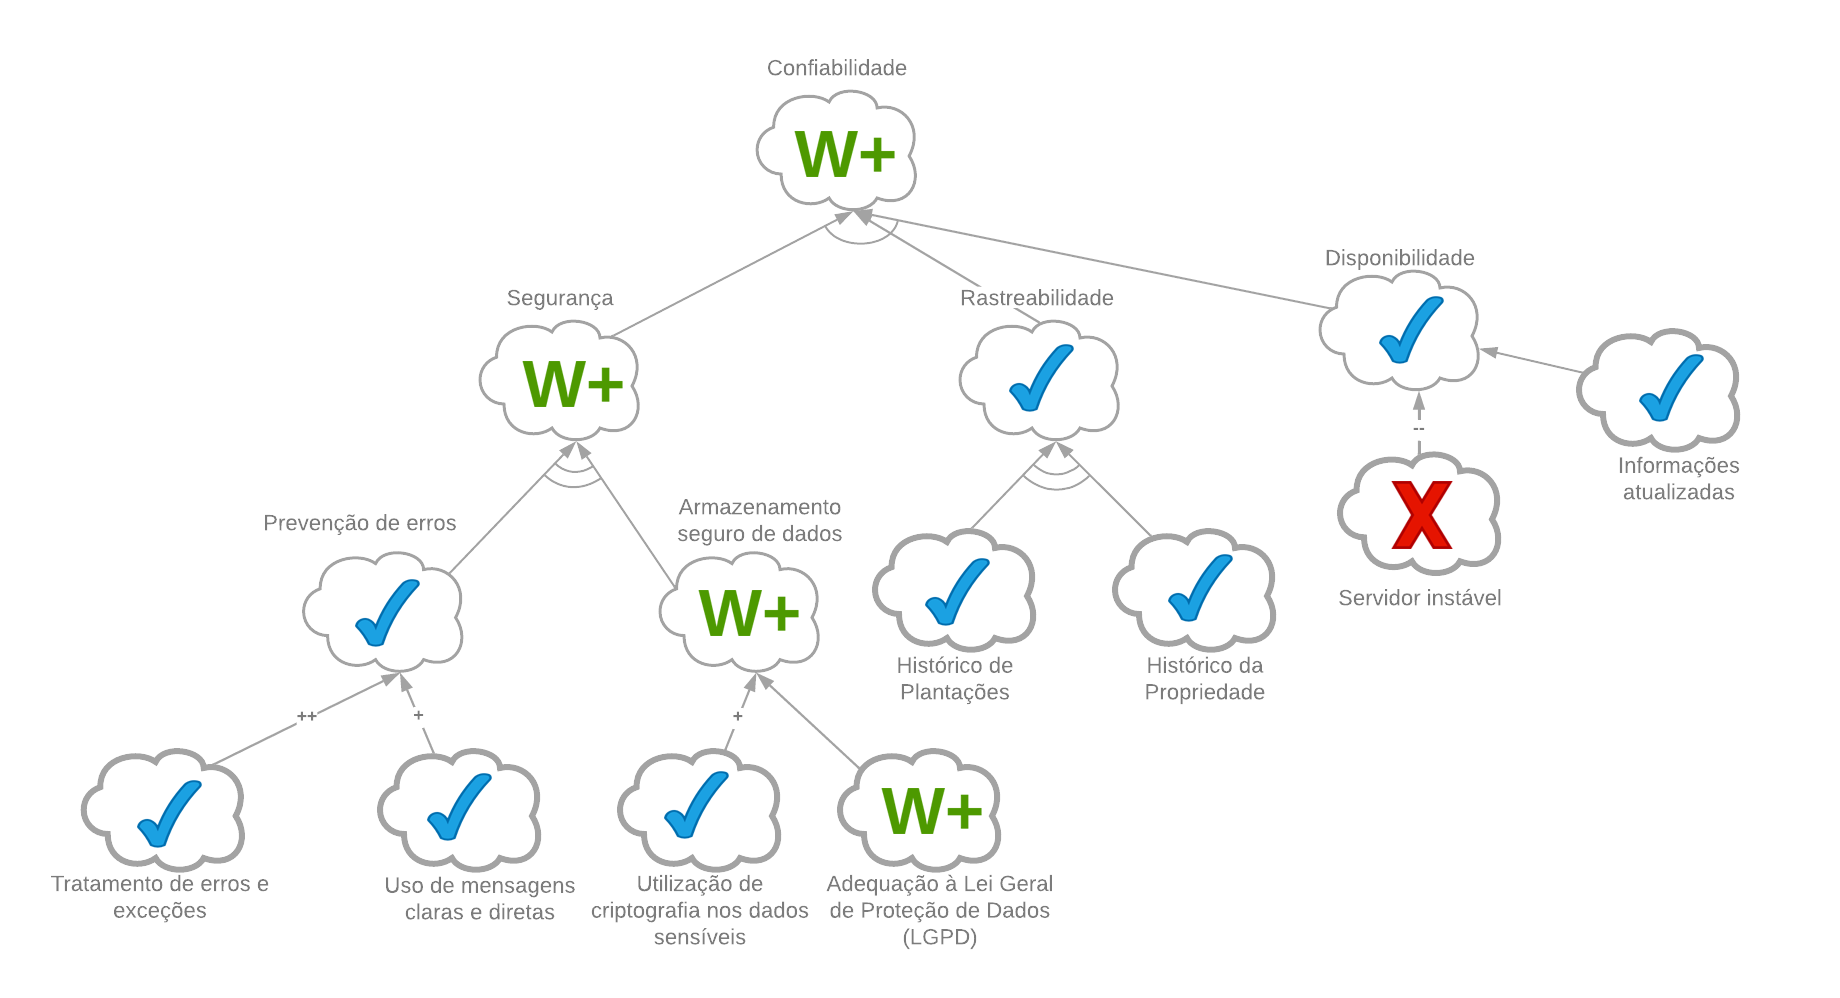 Confiabilidade
W+
Disponibilidade
Segurança
Rastreabilidade
W+
--
Informações
atualizadas
Prevenção de erros
Armazenamento
seguro de dados
X
Servidor instável
W+
Histórico de
Plantações
Histórico da
Propriedade
++
+
+
W+
Tratamento de erros e
exceções
Uso de mensagens
claras e diretas
Utilização de
criptografia nos dados
sensíveis
Adequação à Lei Geral
de Proteção de Dados
(LGPD)